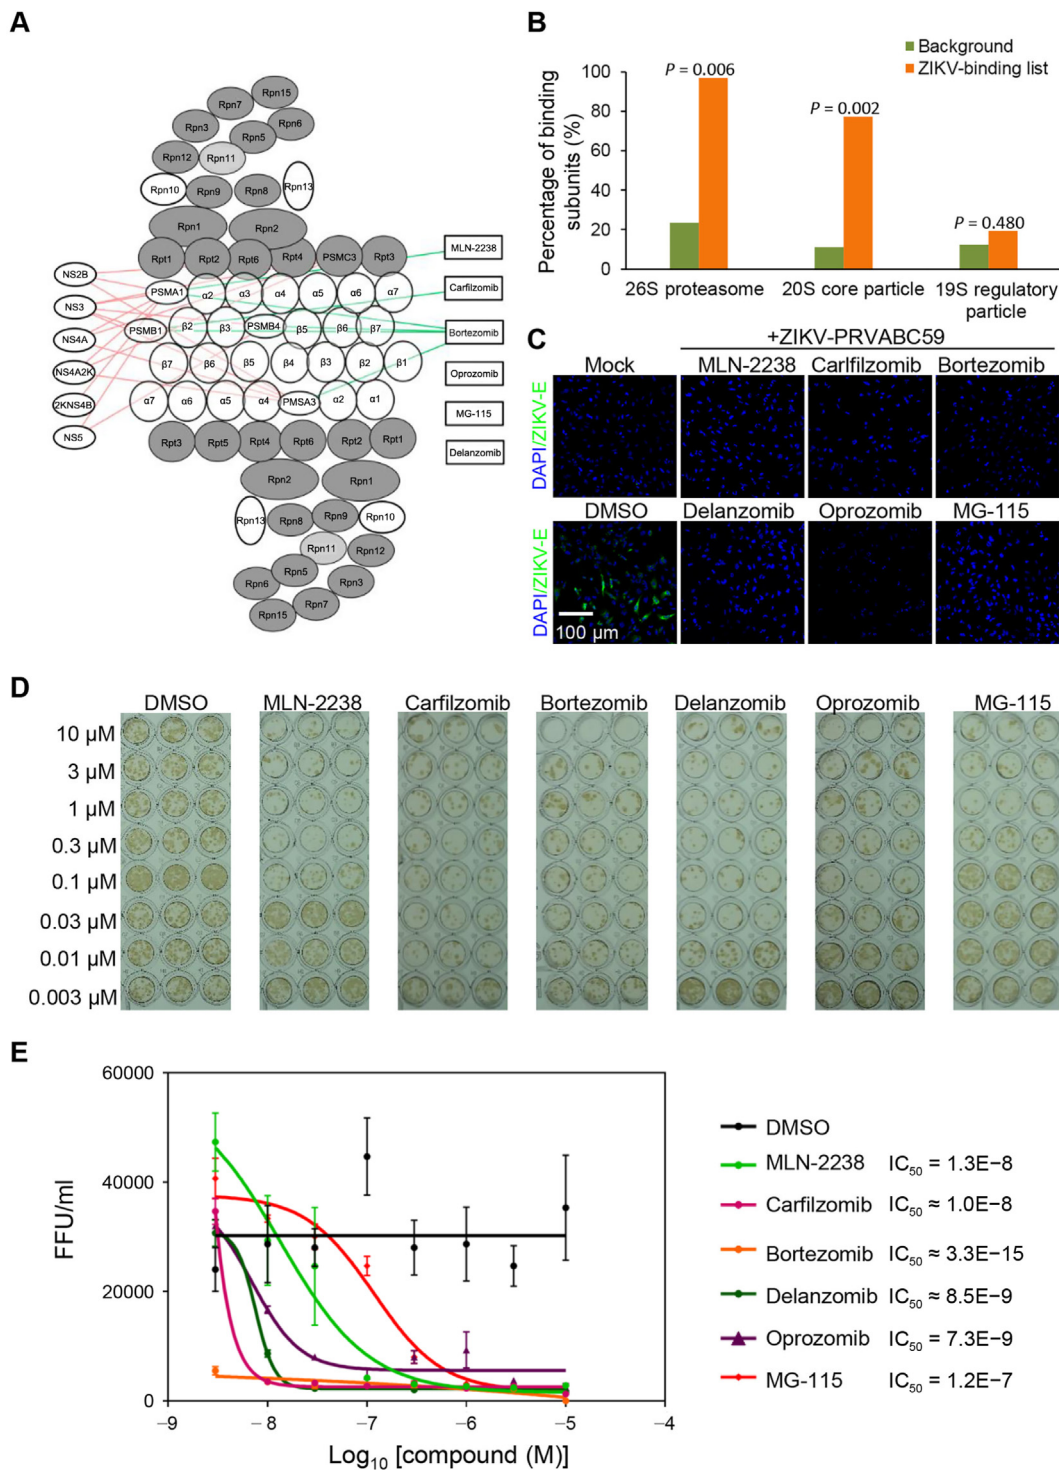 A
Rpn15
Rpn7
Rpn3
Rpn6
Rpn5
Rpn12
Rpn11
Rpn10
Rpn9
Rpn8
Rpn13
Rpn1
Rpn2
Rpt1
Rpt2
Rpt6
Rpt4
PSMC3
Rpt3
NS2B
NS3
NS4A
NS4A2K
2KNS4B
NS5
PSMA1
α2
α3
α4
α5
α6
α7
PSMB1
β2
β3
PSMB4
β5
β6
β7
β7
β6
β5
β4
β3
β2
β1
α7
α6
α5
α4
PMSA3
α2
α1
Rpt3
Rpt5
Rpt4
Rpt6
Rpt2
Rpt1
Rpn2
Rpn1
Rpn13
Rpn8
Rpn9
Rpn10
Rpn11
Rpn12
Rpn5
Rpn6
Rpn3
Rpn15
Rpn7
MLN-2238
Carfilzomib
Bortezomib
Oprozomib
MG-115
Delanzomib
B
Background
ZIKV-binding list
Percentage of binding
subunits (%)
100
80
60
40
20
0
P = 0.006
P = 0.002
P = 0.480
26S proteasome
20S core particle
19S regulatory
particle
C
+ZIKV-PRVABC59
Mock
MLN-2238
Carlfilzomib
Bortezomib
DAPI/ZIKV-E
DMSO
Delanzomib
Oprozomib
MG-115
DAPI/ZIKV-E
100 µm
D
DMSO
MLN-2238
Carfilzomib
Bortezomib
Delanzomib
Oprozomib
MG-115
10 µM
3 µM
1 µM
0.3 µM
0.1 µM
0.03 µM
0.01 µM
0.003 µM
E
FFU/ml
60000
40000
20000
0
−9
−8
−7
−6
−5
−4
Log10 [compound (M)]
DMSO
MLN-2238 IC50 = 1.3E−8
Carfilzomib IC50 ≈ 1.0E−8
Bortezomib IC50 ≈ 3.3E−15
Delanzomib IC50 ≈ 8.5E−9
Oprozomib IC50 = 7.3E−9
MG-115 IC50 = 1.2E−7